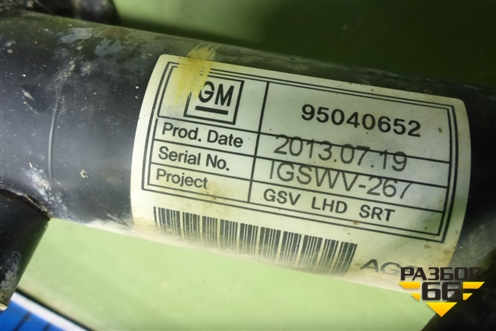 GM 95040652
Prod. Date 2013.07.19
Serial No. IGSWV-267
Project GSV LHD SRT
РАЗБОР
66